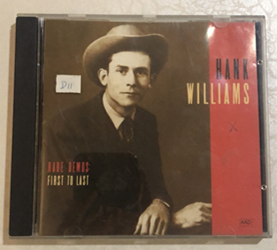 D11
HANK
WILLIAMS
RARE DEMOS
FIRST TO LAST